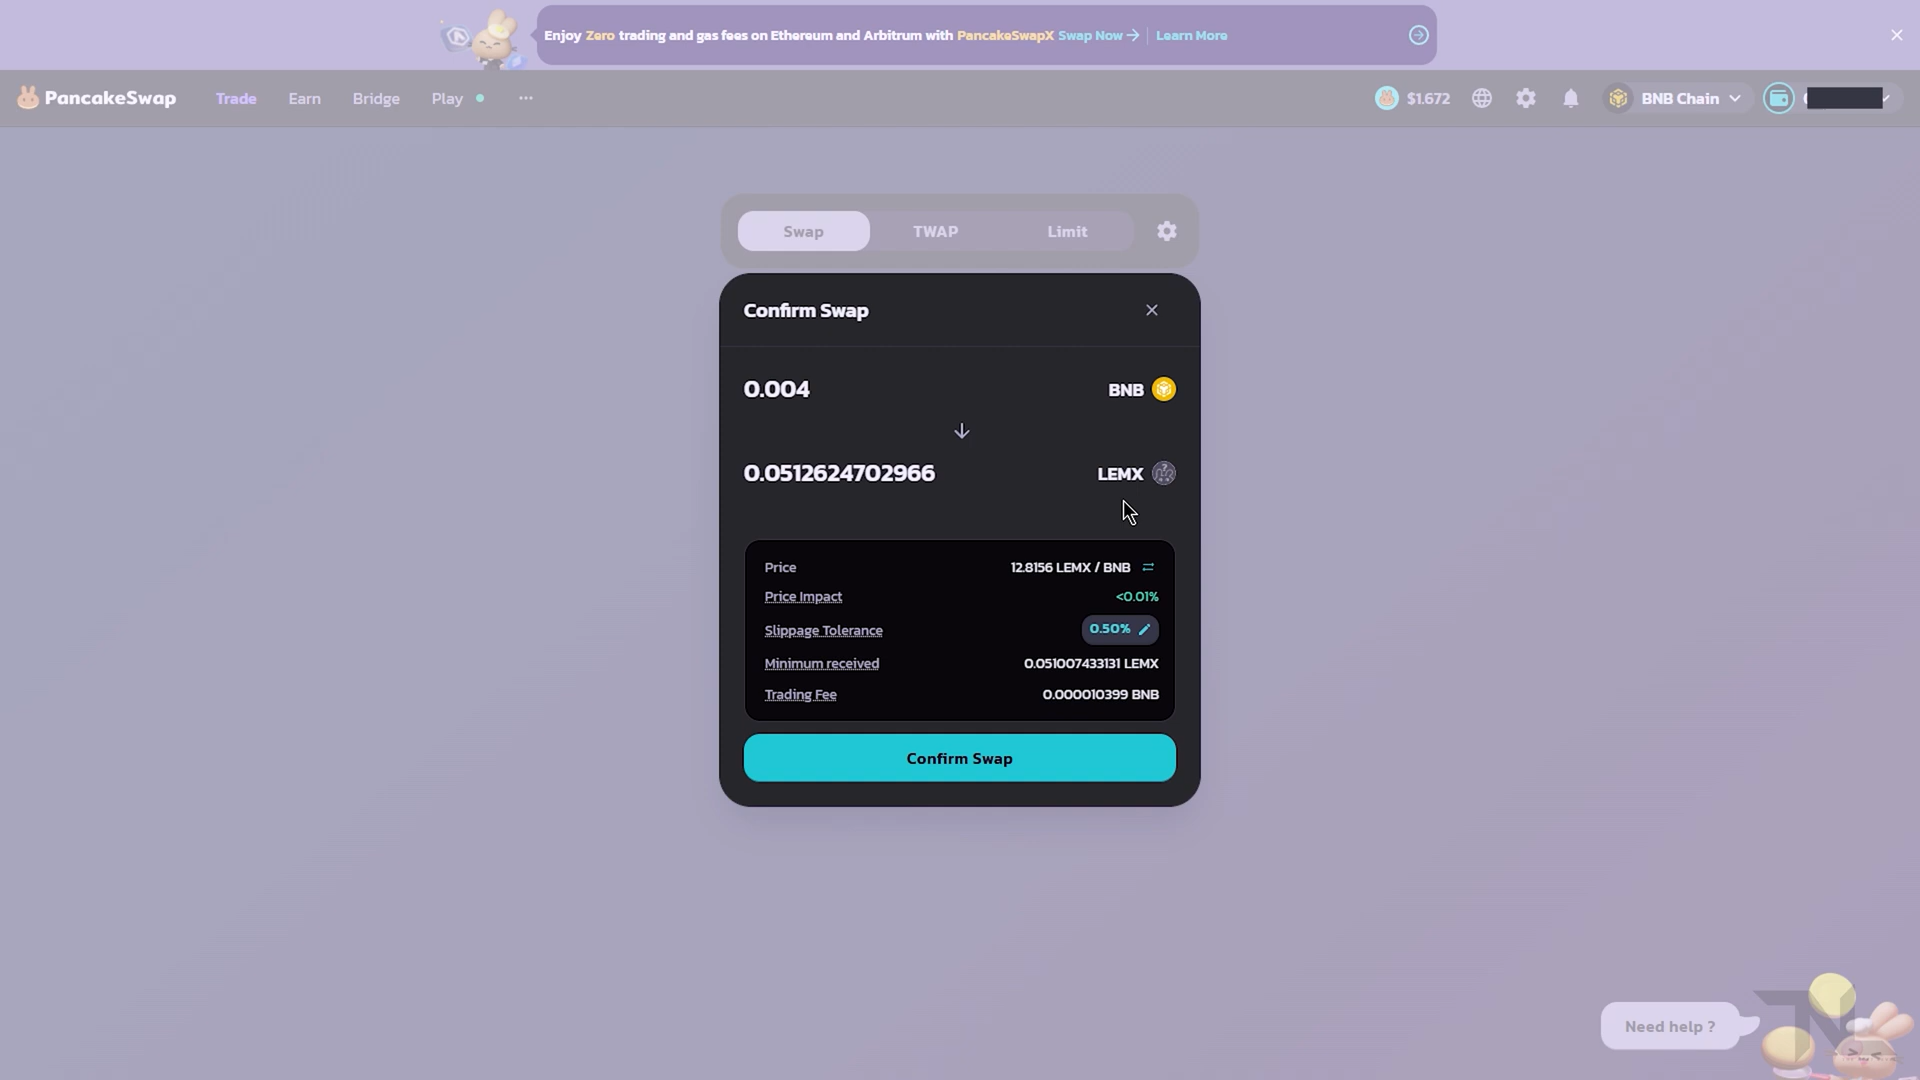 Enjoy Zero trading and gas fees on Ethereum and Arbitrum with PancakeSwapX Swap Now → | Learn More
PancakeSwap Trade Earn Bridge Play ... $1.672 BNB Chain
Swap TWAP Limit
Confirm Swap
0.004 BNB
0.0512624702966 LEMX
Price 12.8156 LEMX / BNB
Price Impact <0.01%
Slippage Tolerance 0.50%
Minimum received 0.051007433131 LEMX
Trading Fee 0.000010399 BNB
Confirm Swap
Need help ?
TN